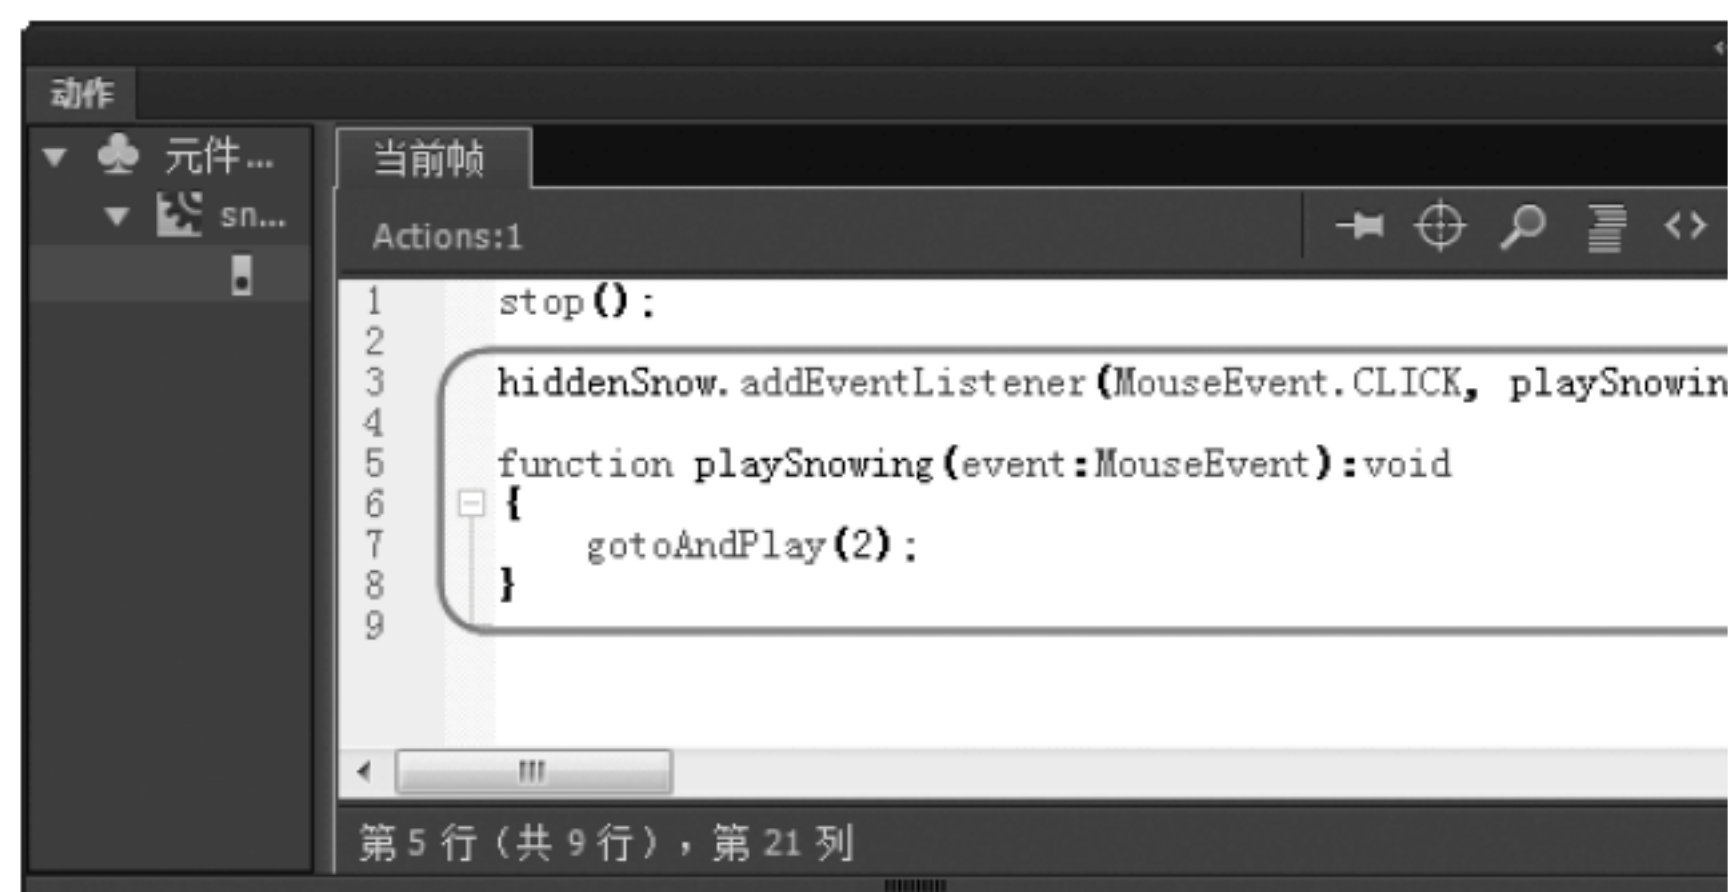 动作
元件...
sn...
当前帧
Actions:1
1 stop();
2
3 hiddenSnow.addEventListener(MouseEvent.CLICK, playSnowin
4
5 function playSnowing(event:MouseEvent):void
6 {
7 gotoAndPlay(2);
8 }
9
第 5 行（共 9 行），第 21 列